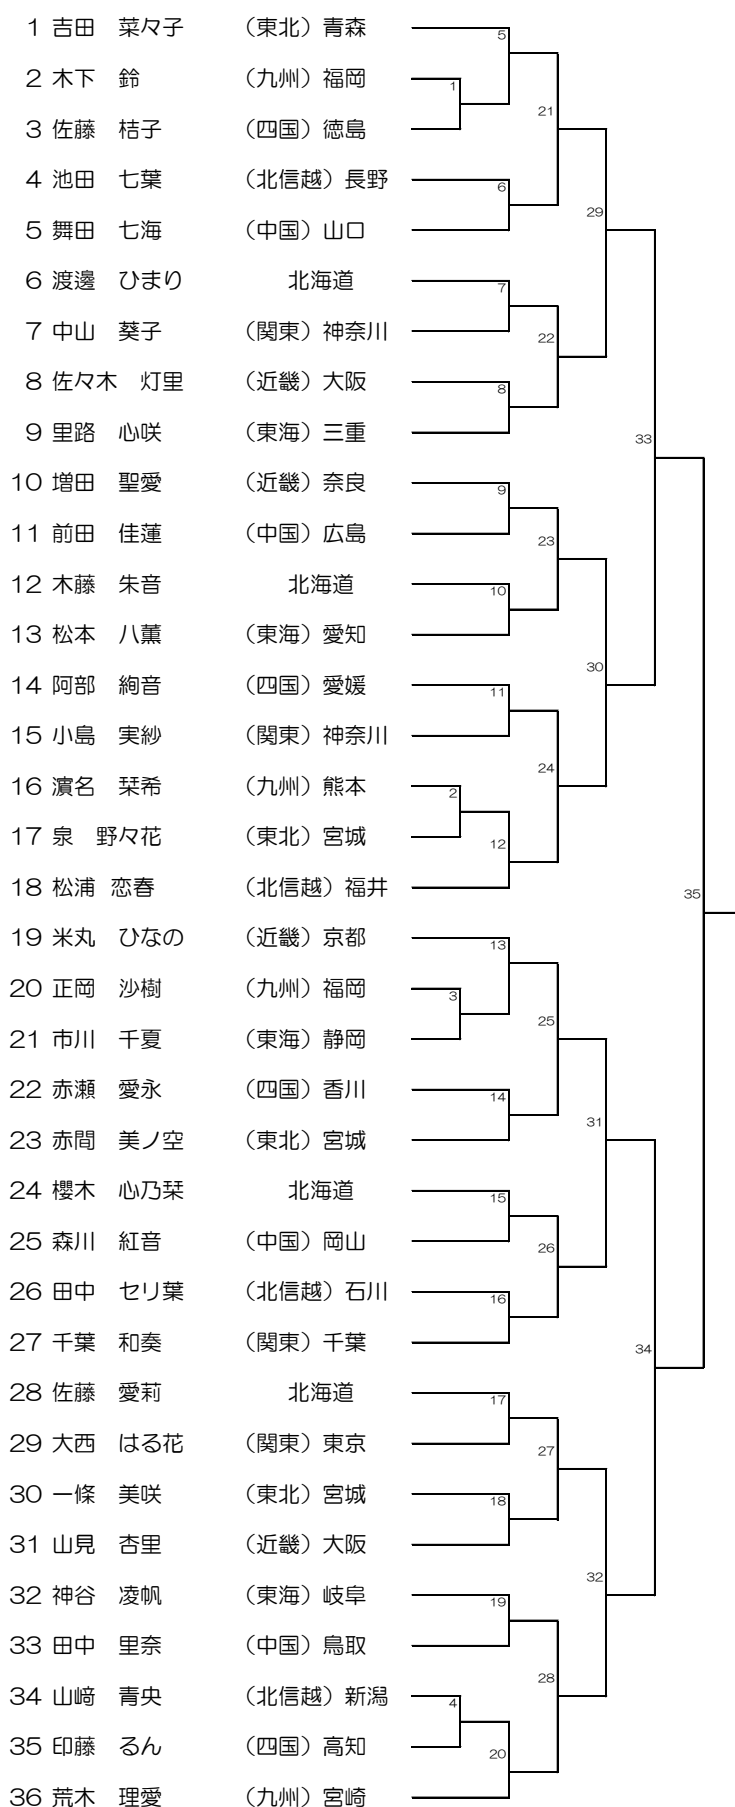 1 吉田 菜々子 （東北）青森
5
2 木下 鈴 （九州）福岡
1
21
3 佐藤 桔子 （四国）徳島
4 池田 七葉 （北信越）長野
6
29
5 舞田 七海 （中国）山口
6 渡邊 ひまり 北海道
7
7 中山 葵子 （関東）神奈川
22
8 佐々木 灯里 （近畿）大阪
8
9 里路 心咲 （東海）三重
33
10 増田 聖愛 （近畿）奈良
9
11 前田 佳蓮 （中国）広島
23
12 木藤 朱音 北海道
10
13 松本 八薫 （東海）愛知
30
14 阿部 絢音 （四国）愛媛
11
15 小島 実紗 （関東）神奈川
24
16 濵名 栞希 （九州）熊本
2
17 泉 野々花 （東北）宮城
12
18 松浦 恋春 （北信越）福井
35
19 米丸 ひなの （近畿）京都
13
20 正岡 沙樹 （九州）福岡
3
25
21 市川 千夏 （東海）静岡
22 赤瀬 愛永 （四国）香川
14
31
23 赤間 美ノ空 （東北）宮城
24 櫻木 心乃栞 北海道
15
25 森川 紅音 （中国）岡山
26
26 田中 セリ葉 （北信越）石川
16
27 千葉 和奏 （関東）千葉
34
28 佐藤 愛莉 北海道
17
29 大西 はる花 （関東）東京
27
30 一條 美咲 （東北）宮城
18
31 山見 杏里 （近畿）大阪
32
32 神谷 凌帆 （東海）岐阜
19
33 田中 里奈 （中国）鳥取
28
34 山﨑 青央 （北信越）新潟
4
35 印藤 るん （四国）高知
20
36 荒木 理愛 （九州）宮崎